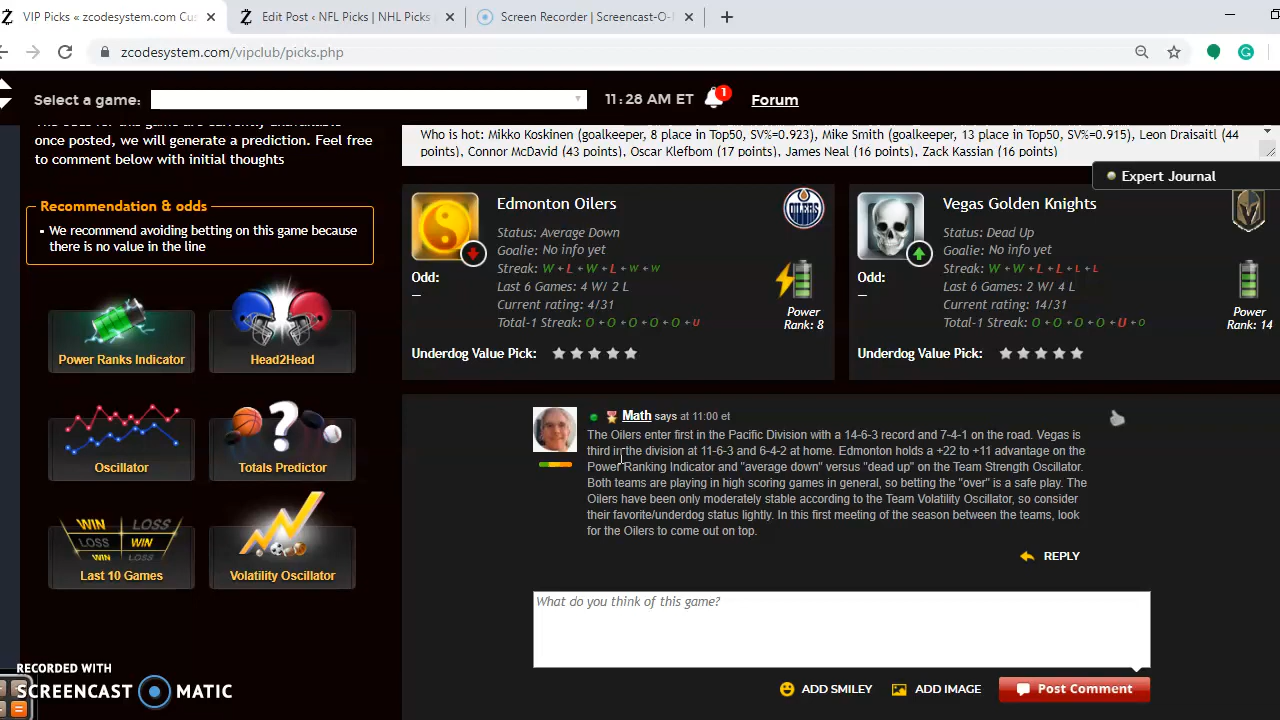 VIP Picks « zcodesystem.com Cus
Edit Post ‹ NFL Picks | NHL Picks
Screen Recorder | Screencast-O-
zcodesystem.com/vipclub/picks.php
Select a game:
11:28 AM ET
1
Forum
once posted, we will generate a prediction. Feel free
to comment below with initial thoughts
Recommendation & odds
We recommend avoiding betting on this game because
there is no value in the line
Power Ranks Indicator
Head2Head
Oscillator
Totals Predictor
WIN LOSS
LOSS WIN
WIN LOSS
Last 10 Games
Volatility Oscillator
Who is hot: Mikko Koskinen (goalkeeper, 8 place in Top50, SV%=0.923), Mike Smith (goalkeeper, 13 place in Top50, SV%=0.915), Leon Draisaitl (44
points), Connor McDavid (43 points), Oscar Klefbom (17 points), James Neal (16 points), Zack Kassian (16 points)
Expert Journal
Edmonton Oilers
OILERS
Status: Average Down
Goalie: No info yet
Odd:
—
Streak: W ← L ← W ← L ← W ← W
Last 6 Games: 4 W/ 2 L
Current rating: 4/31
Total-1 Streak: O ← O ← O ← O ← O ← U
Power
Rank: 8
Underdog Value Pick:
Vegas Golden Knights
Status: Dead Up
Goalie: No info yet
Odd:
—
Streak: W ← W ← L ← L ← L ← L
Last 6 Games: 2 W/ 4 L
Current rating: 14/31
Total-1 Streak: O ← O ← O ← O ← U ← O
Power
Rank: 14
Underdog Value Pick:
Math says at 11:00 et
The Oilers enter first in the Pacific Division with a 14-6-3 record and 7-4-1 on the road. Vegas is
third in the division at 11-6-3 and 6-4-2 at home. Edmonton holds a +22 to +11 advantage on the
Power Ranking Indicator and "average down" versus "dead up" on the Team Strength Oscillator.
Both teams are playing in high scoring games in general, so betting the "over" is a safe play. The
Oilers have been only moderately stable according to the Team Volatility Oscillator, so consider
their favorite/underdog status lightly. In this first meeting of the season between the teams, look
for the Oilers to come out on top.
REPLY
What do you think of this game?
ADD SMILEY
ADD IMAGE
Post Comment
RECORDED WITH
SCREENCAST MATIC